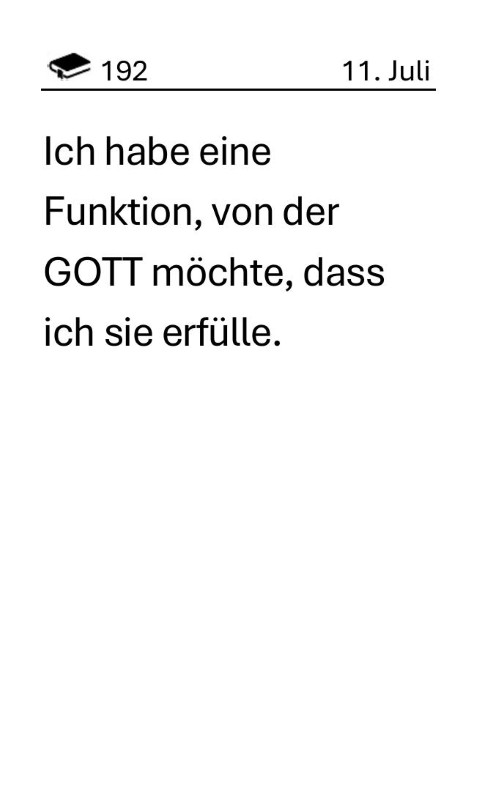 192 11. Juli
Ich habe eine
Funktion, von der
GOTT möchte, dass
ich sie erfülle.